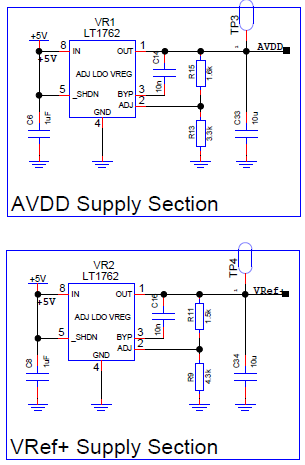 TP3
+5V
VR1
LT1762
+5V
8 IN OUT 1
AVDD
C14
10n
R15
1.6k
ADJ LDO VREG
5 _SHDN BYP 3
ADJ 2
GND
4
C6
1uF
R13
3.3k
C33
10u
AVDD Supply Section
TP4
+5V
VR2
LT1762
+5V
8 IN OUT 1
VRef+
C16
10n
R11
1.5k
ADJ LDO VREG
5 _SHDN BYP 3
ADJ 2
GND
4
C8
1uF
R9
4.3k
C34
10u
VRef+ Supply Section